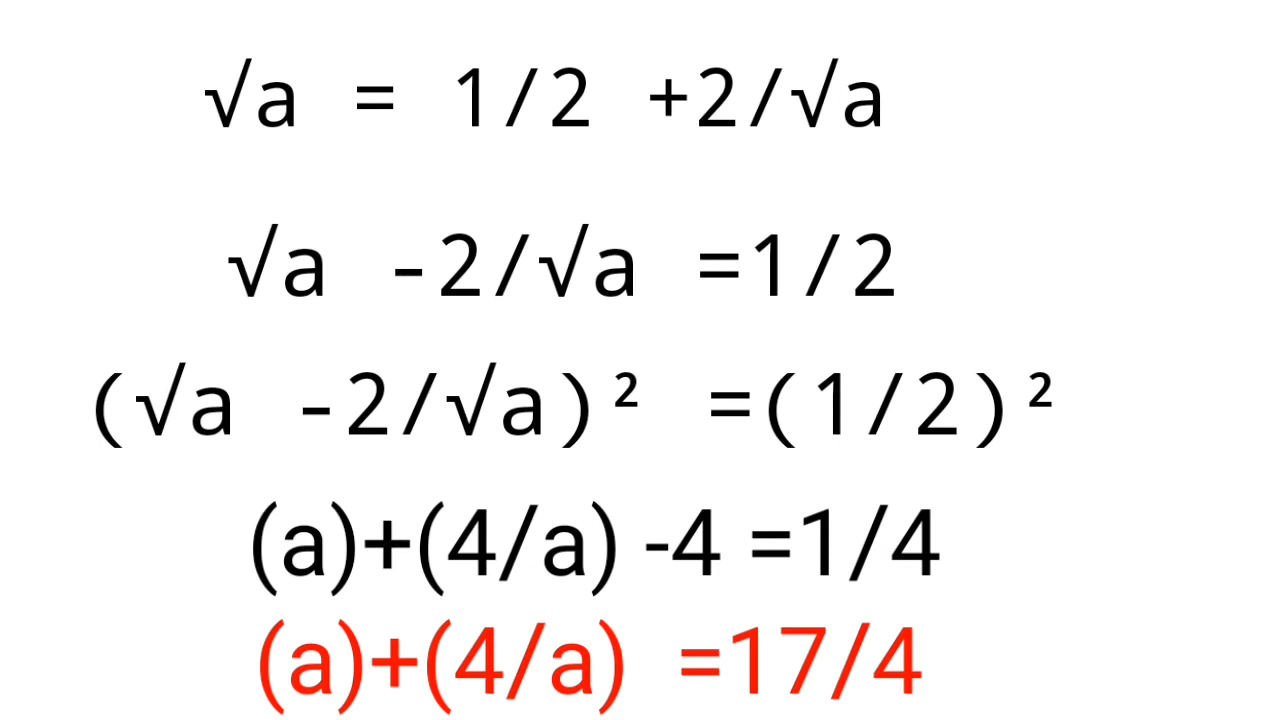 √a = 1/2 +2/√a
√a -2/√a =1/2
(√a -2/√a)² =(1/2)²
(a)+(4/a) -4 =1/4
(a)+(4/a) =17/4